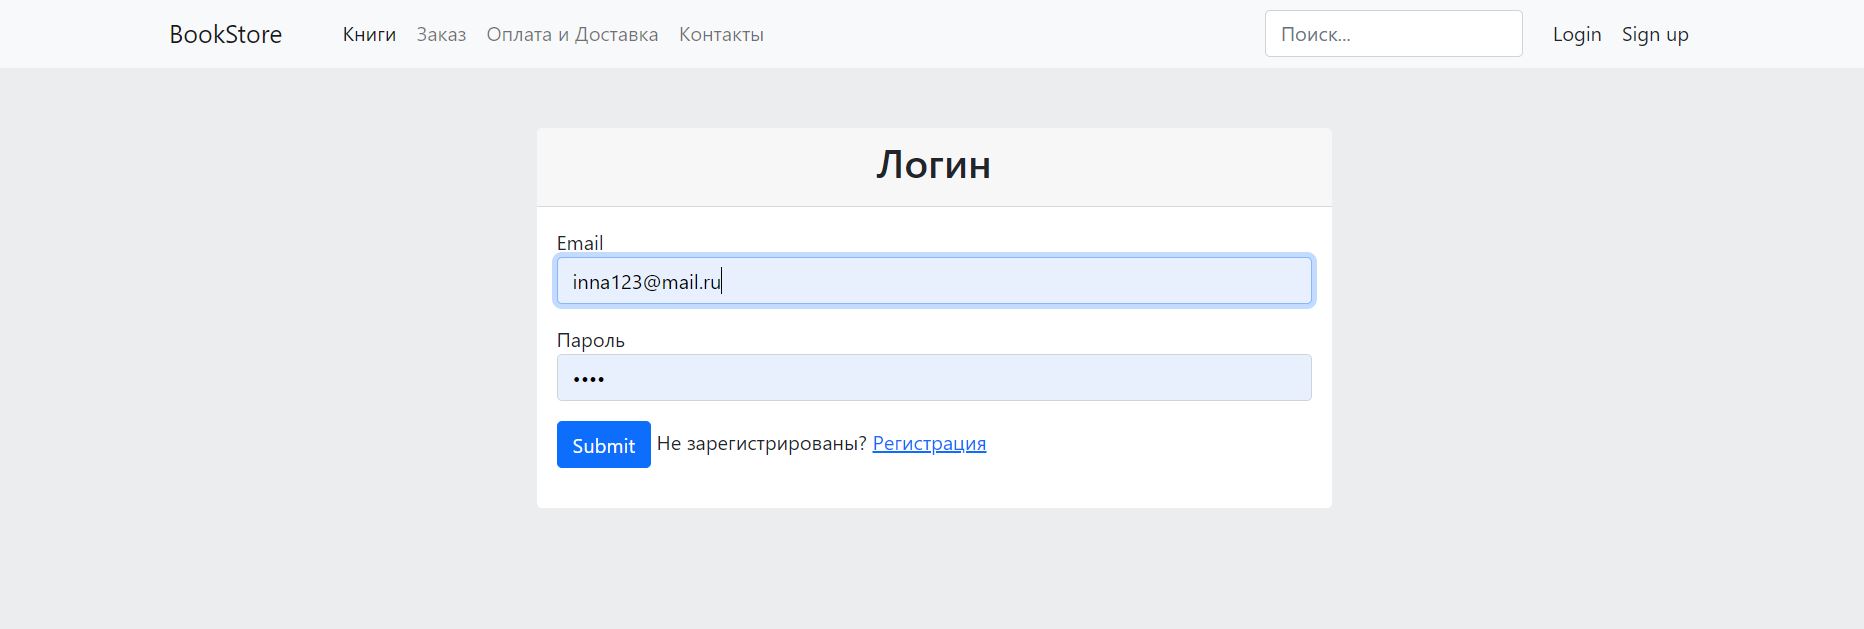 BookStore Книги Заказ Оплата и Доставка Контакты Поиск... Login Sign up
Логин
Email
inna123@mail.ru
Пароль
••••
Submit Не зарегистрированы? Регистрация